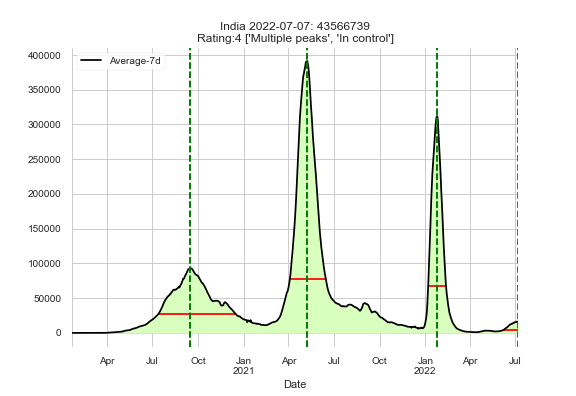 India 2022-07-07: 43566739
Rating:4 ['Multiple peaks', 'In control']
400000
350000
300000
250000
200000
150000
100000
50000
0
Average-7d
Apr
Jul
Oct
Jan
2021
Apr
Jul
Oct
Jan
2022
Apr
Jul
Date